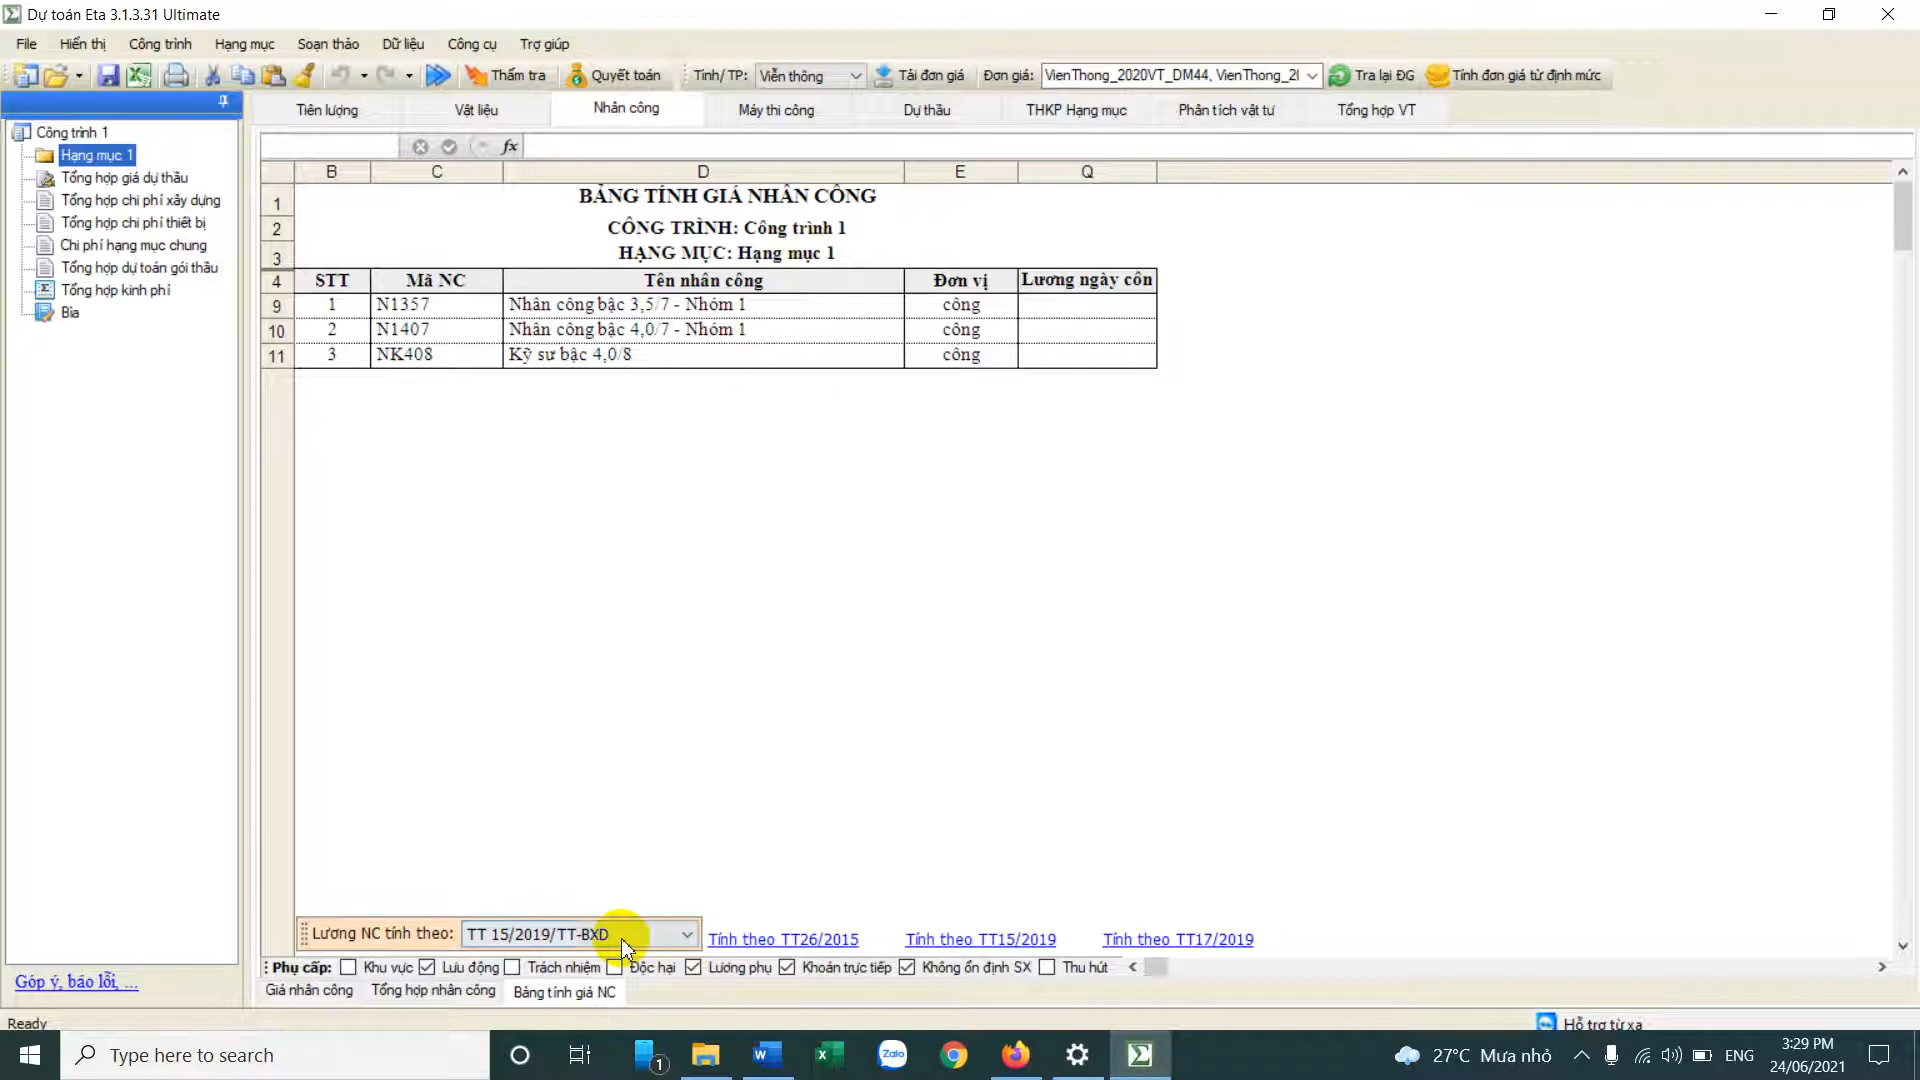 Dự toán Eta 3.1.3.31 Ultimate
File Hiển thị Công trình Hạng mục Soạn thảo Dữ liệu Công cụ Trợ giúp
Thẩm tra Quyết toán Tỉnh/ TP: Viễn thông Tải đơn giá Đơn giá: VienThong_2020VT_DM44, VienThong_2( Tra lại ĐG Tính đơn giá từ định mức
Tiên lượng Vật liệu Nhân công Máy thi công Dự thầu THKP Hạng mục Phân tích vật tư Tổng hợp VT
Công trình 1
Hạng mục 1
Tổng hợp giá dự thầu
Tổng hợp chi phí xây dựng
Tổng hợp chi phí thiết bị
Chi phí hạng mục chung
Tổng hợp dự toán gói thầu
Tổng hợp kinh phí
Bìa
fx
B C D E Q
1 BẢNG TÍNH GIÁ NHÂN CÔNG
2 CÔNG TRÌNH: Công trình 1
3 HẠNG MỤC: Hạng mục 1
4 STT Mã NC Tên nhân công Đơn vị Lương ngày côn
9 1 N1357 Nhân công bậc 3,5/7 - Nhóm 1 công
10 2 N1407 Nhân công bậc 4,0/7 - Nhóm 1 công
11 3 NK408 Kỹ sư bậc 4,0/8 công
Lương NC tính theo: TT 15/2019/TT-BXD Tính theo TT26/2015 Tính theo TT15/2019 Tính theo TT17/2019
Phụ cấp: Khu vực Lưu động Trách nhiệm Độc hại Lương phụ Khoán trực tiếp Không ổn định SX Thu hút
Giá nhân công Tổng hợp nhân công Bảng tính giá NC
Góp ý, báo lỗi, ...
Ready
Hỗ trợ từ xa
Type here to search
1
Zalo
27°C Mưa nhỏ
ENG
3:29 PM
24/06/2021